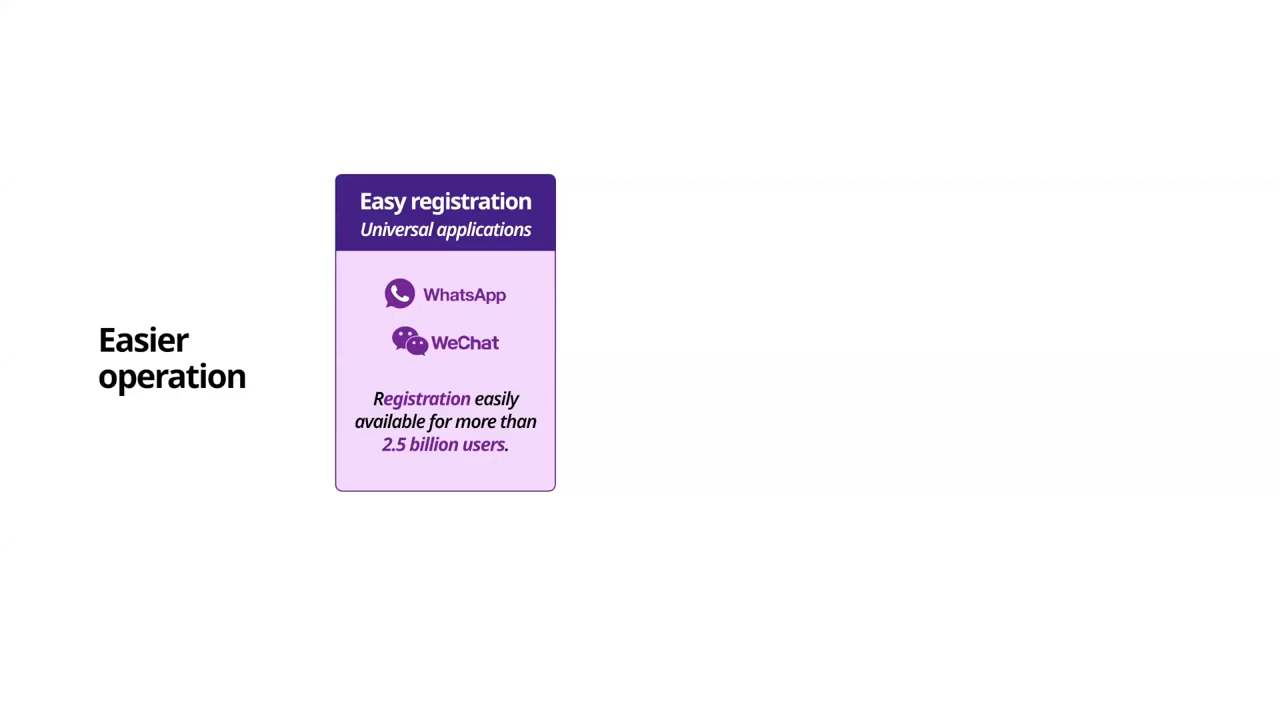 Easier
operation
Easy registration
Universal applications
WhatsApp
WeChat
Registration easily
available for more than
2.5 billion users.